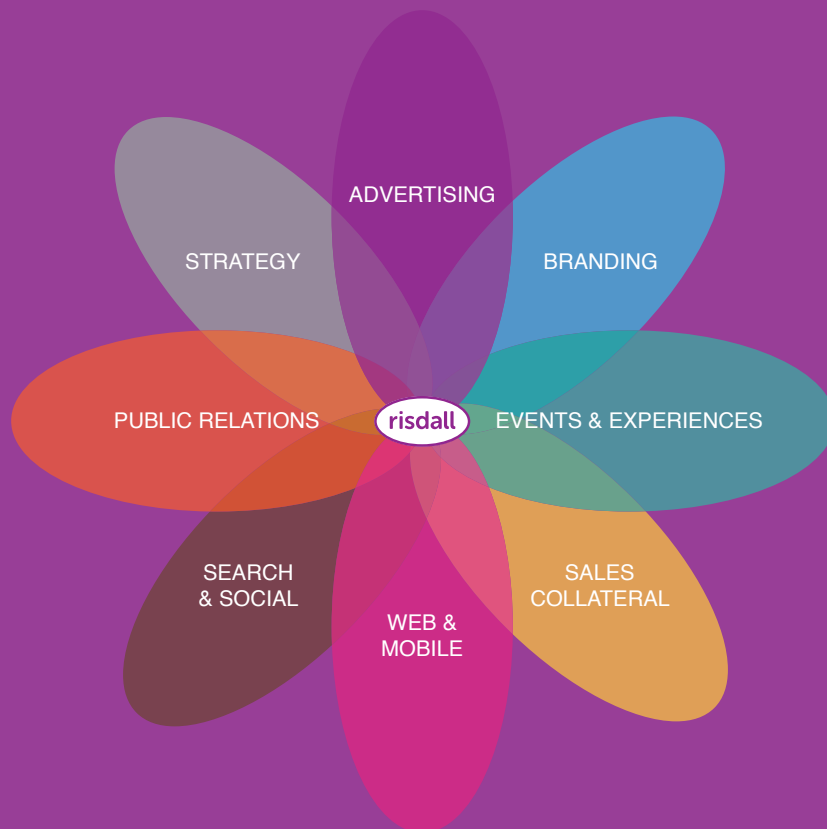 ADVERTISING
STRATEGY
BRANDING
PUBLIC RELATIONS
risdall
EVENTS & EXPERIENCES
SEARCH
& SOCIAL
SALES
COLLATERAL
WEB &
MOBILE